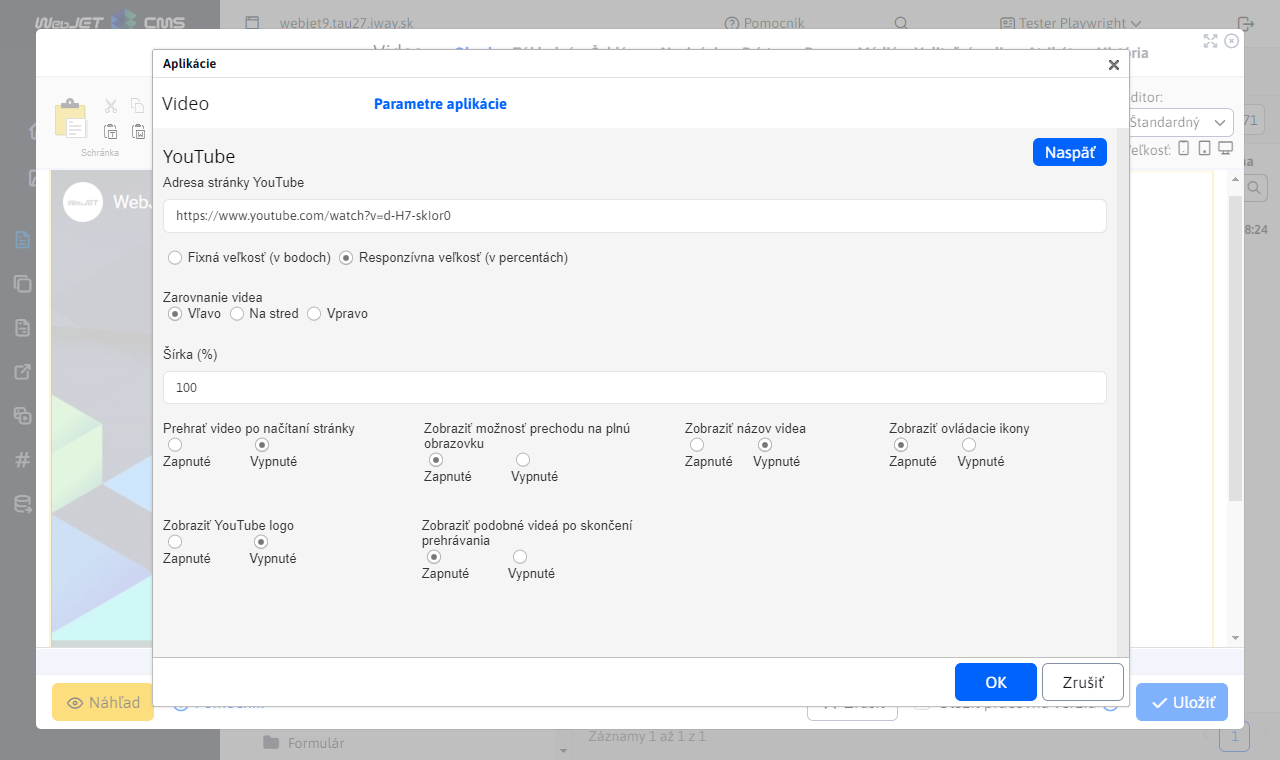 WebJET CMS
webjet9.tau27.iway.sk
Pomocník
Tester Playwright
Aplikácie
Video
Parametre aplikácie
ditor:
Štandardný
71
Schránka
YouTube
Naspäť
Adresa stránky YouTube
https://www.youtube.com/watch?v=d-H7-skIor0
8:24
Fixná veľkosť (v bodoch)
Responzívna veľkosť (v percentách)
Zarovnanie videa
Vľavo
Na stred
Vpravo
Šírka (%)
100
Prehrať video po načítaní stránky
Zobraziť možnosť prechodu na plnú
obrazovku
Zobraziť názov videa
Zobraziť ovládacie ikony
Zapnuté
Vypnuté
Zapnuté
Vypnuté
Zapnuté
Vypnuté
Zapnuté
Vypnuté
Zobraziť YouTube logo
Zobraziť podobné videá po skončení
prehrávania
Zapnuté
Vypnuté
Zapnuté
Vypnuté
OK
Zrušiť
Náhľad
Uložiť
Formulár
Záznamy 1 až 1 z 1
1